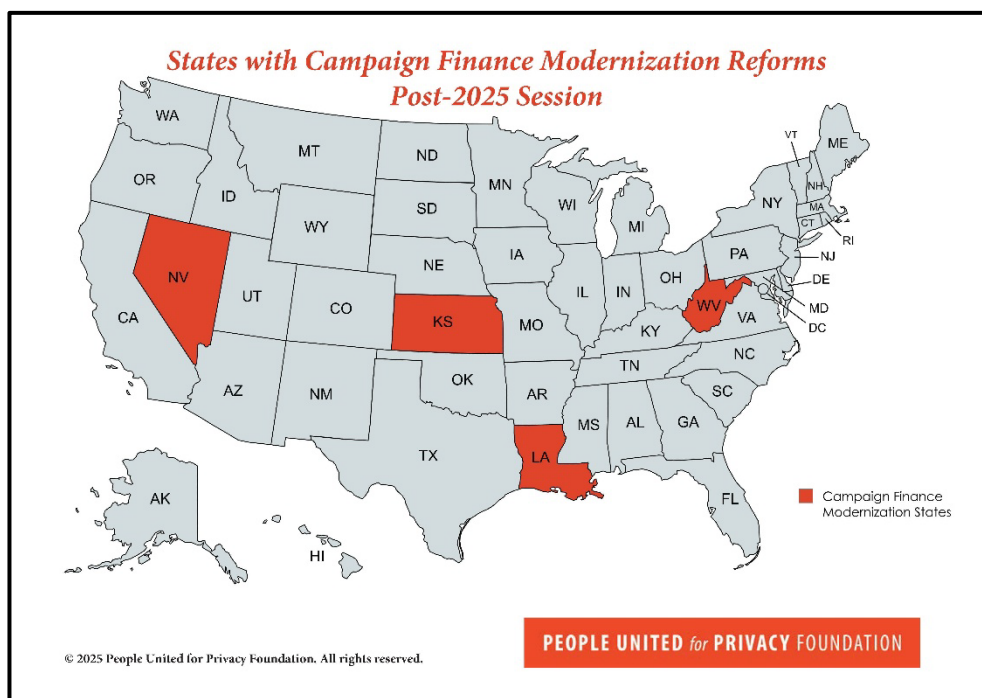 States with Campaign Finance Modernization Reforms
Post-2025 Session
WA
MT
ND
MN
VT
ME
OR
ID
SD
WI
MI
NY
NH
MA
CT
RI
WY
IA
PA
NJ
NV
NE
OH
DE
UT
CO
IL
IN
WV
MD
CA
KS
MO
KY
VA
DC
NC
TN
AZ
NM
OK
AR
SC
MS
AL
GA
TX
LA
AK
FL
HI
Campaign Finance
Modernization States
PEOPLE UNITED for PRIVACY FOUNDATION
© 2025 People United for Privacy Foundation. All rights reserved.